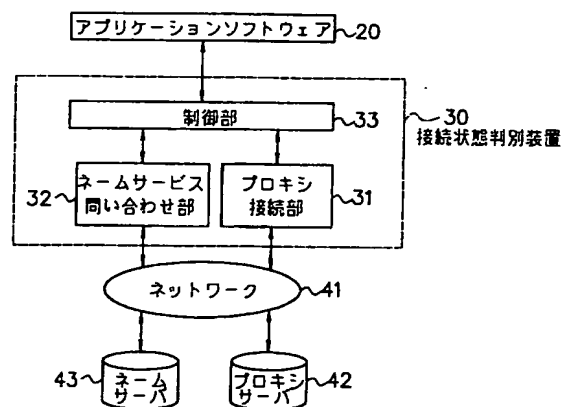 アプリケーションソフトウェア
20
制御部
33
30
接続状態判別装置
32
ネームサービス
問い合わせ部
プロキシ
接続部
31
ネットワーク
41
43
ネーム
サーバ
プロキシ
サーバ
42